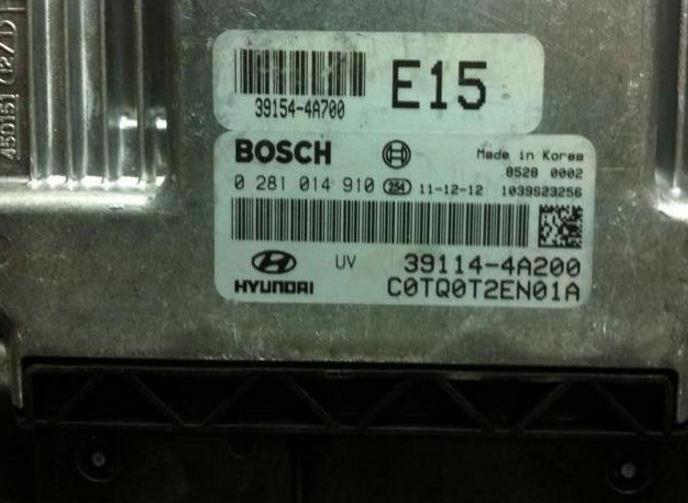 39154-4A700
E15
BOSCH
Made in Korea
8528 0002
0 281 014 910 254 11-12-12 1039S23256
HYUNDAI
UV
39114-4A200
C0TQ0T2EN01A